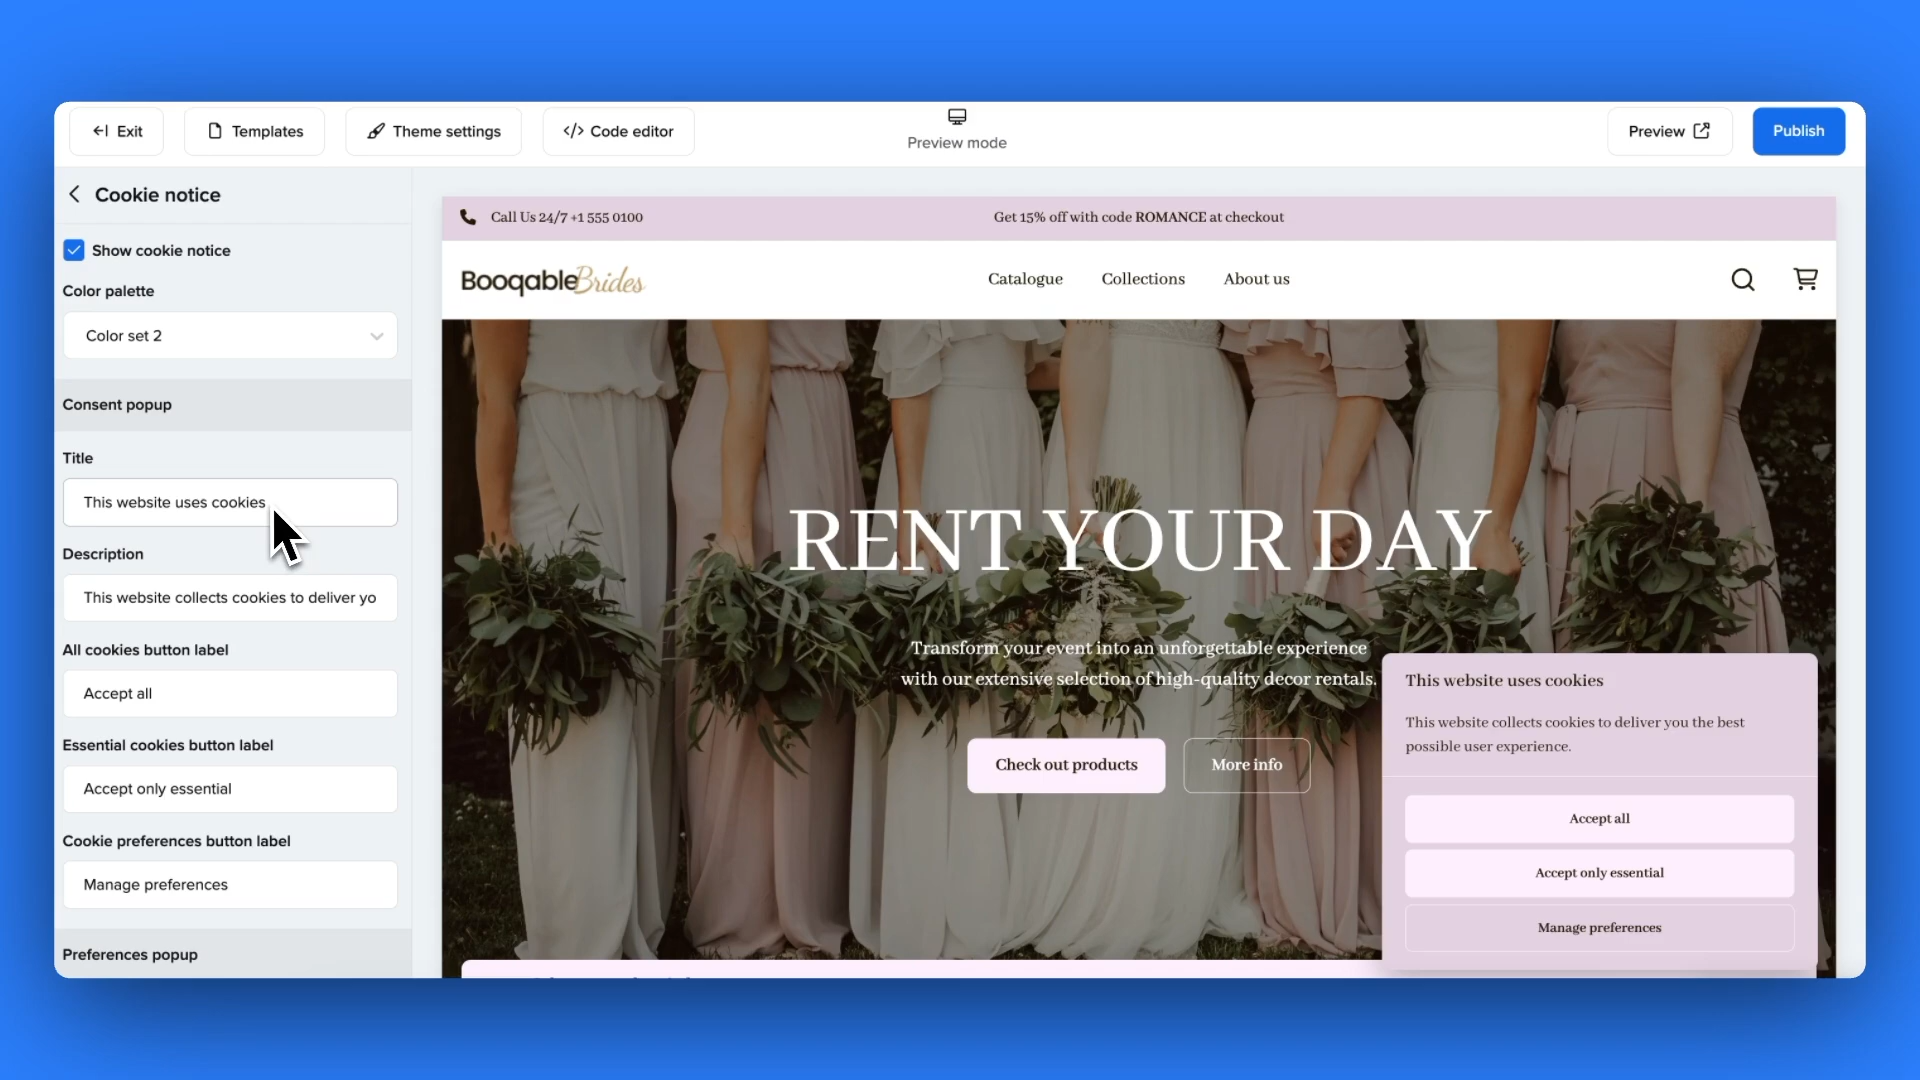 Exit
Templates
Theme settings
</> Code editor
Preview mode
Preview
Publish
Cookie notice
Show cookie notice
Color palette
Color set 2
Consent popup
Title
This website uses cookies
Description
This website collects cookies to deliver yo
All cookies button label
Accept all
Essential cookies button label
Accept only essential
Cookie preferences button label
Manage preferences
Preferences popup
Call Us 24/7 +1 555 0100
Get 15% off with code ROMANCE at checkout
BooqableBrides
Catalogue
Collections
About us
RENT YOUR DAY
Transform your event into an unforgettable experience
with our extensive selection of high-quality decor rentals.
Check out products
More info
This website uses cookies
This website collects cookies to deliver you the best
possible user experience.
Accept all
Accept only essential
Manage preferences